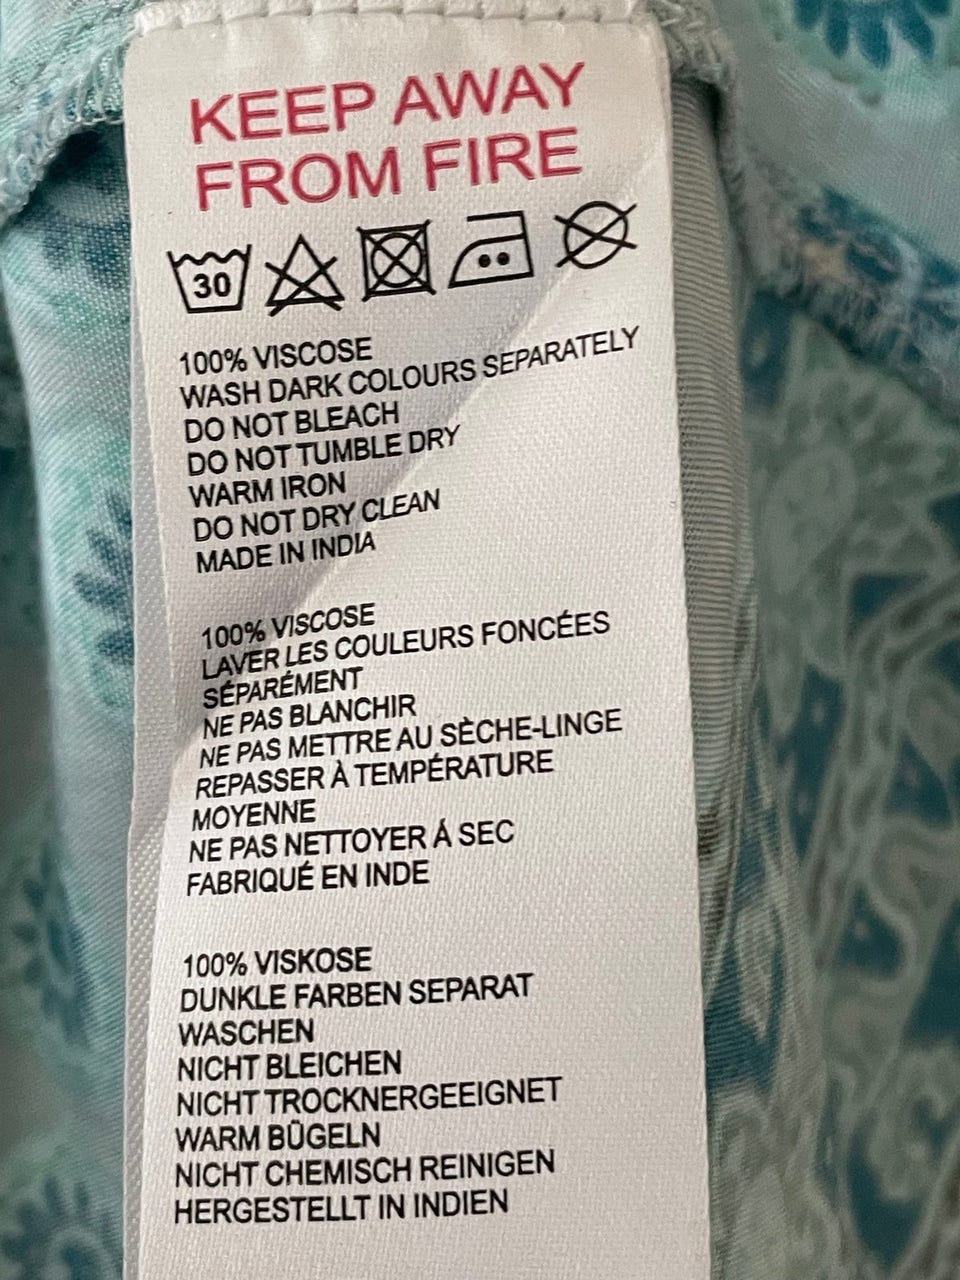 KEEP AWAY
FROM FIRE
30
100% VISCOSE
WASH DARK COLOURS SEPARATELY
DO NOT BLEACH
DO NOT TUMBLE DRY
WARM IRON
DO NOT DRY CLEAN
MADE IN INDIA
100% VISCOSE
LAVER LES COULEURS FONCÉES
SÉPARÉMENT
NE PAS BLANCHIR
NE PAS METTRE AU SÈCHE-LINGE
REPASSER À TEMPÉRATURE
MOYENNE
NE PAS NETTOYER Á SEC
FABRIQUÉ EN INDE
100% VISKOSE
DUNKLE FARBEN SEPARAT
WASCHEN
NICHT BLEICHEN
NICHT TROCKNERGEEIGNET
WARM BÜGELN
NICHT CHEMISCH REINIGEN
HERGESTELLT IN INDIEN